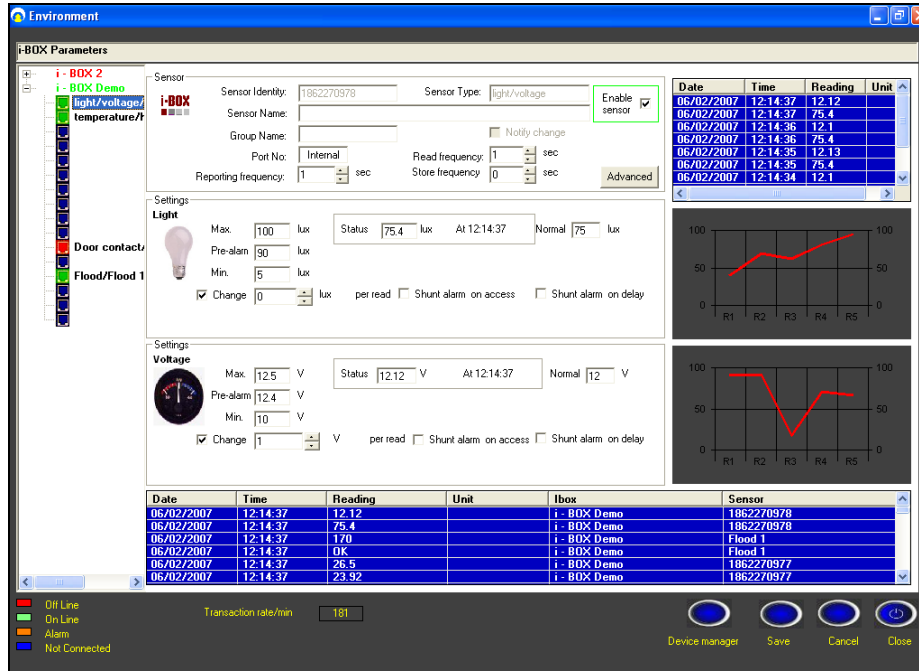 Environment
i-BOX Parameters
i - BOX 2
i - BOX Demo
light/voltage/
temperature/h
Door contact/
Flood/Flood 1
Sensor
i·BOX
Sensor Identity: 1862270978 Sensor Type: light/voltage Enable sensor
Sensor Name:
Group Name: Notify change
Port No: Internal Read frequency: 1 sec
Reporting frequency: 1 sec Store frequency 0 sec Advanced
Settings
Light
Max. 100 lux Status 75.4 lux At 12:14:37 Normal 75 lux
Pre-alarm 90 lux
Min. 5 lux
Change 0 lux per read Shunt alarm on access Shunt alarm on delay
Settings
Voltage
Max. 12.5 V Status 12.12 V At 12:14:37 Normal 12 V
Pre-alarm 12.4 V
Min. 10 V
Change 1 V per read Shunt alarm on access Shunt alarm on delay
Date Time Reading Unit
06/02/2007 12:14:37 12.12
06/02/2007 12:14:37 75.4
06/02/2007 12:14:36 12.1
06/02/2007 12:14:36 75.4
06/02/2007 12:14:35 12.13
06/02/2007 12:14:35 75.4
06/02/2007 12:14:34 12.1
100 100
50 50
0 0
R1 R2 R3 R4 R5
100 100
50 50
0 0
R1 R2 R3 R4 R5
Date Time Reading Unit Ibox Sensor
06/02/2007 12:14:37 12.12 i - BOX Demo 1862270978
06/02/2007 12:14:37 75.4 i - BOX Demo 1862270978
06/02/2007 12:14:37 170 i - BOX Demo Flood 1
06/02/2007 12:14:37 OK i - BOX Demo Flood 1
06/02/2007 12:14:37 26.5 i - BOX Demo 1862270977
06/02/2007 12:14:37 23.92 i - BOX Demo 1862270977
Off Line
On Line
Alarm
Not Connected
Transaction rate/min 181
Device manager Save Cancel Close